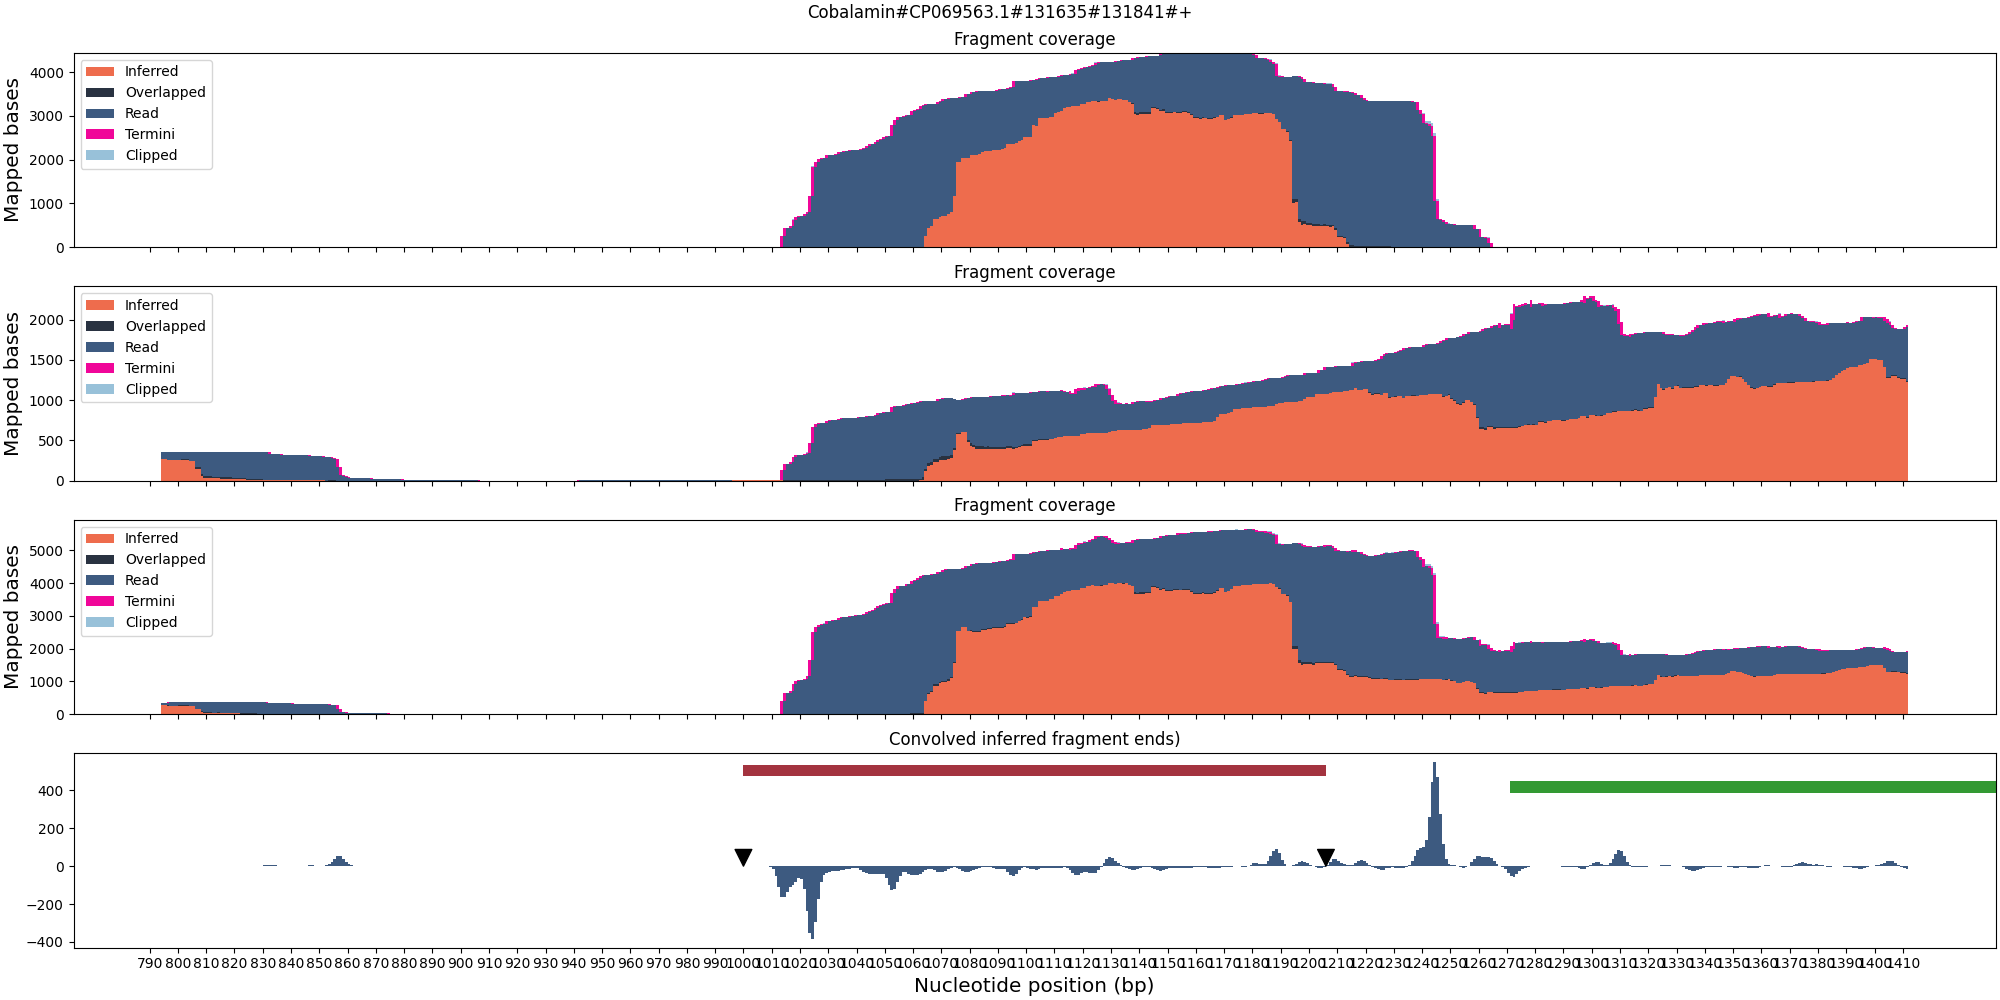 Cobalamin#CP069563.1#131635#131841#+
Fragment coverage
Mapped bases
4000
3000
2000
1000
0
Inferred
Overlapped
Read
Termini
Clipped
Fragment coverage
Mapped bases
2000
1500
1000
500
0
Inferred
Overlapped
Read
Termini
Clipped
Fragment coverage
Mapped bases
5000
4000
3000
2000
1000
0
Inferred
Overlapped
Read
Termini
Clipped
Convolved inferred fragment ends)
400
200
0
−200
−400
790 800 810 820 830 840 850 860 870 880 890 900 910 920 930 940 950 960 970 980 990 1000 1010 1020 1030 1040 1050 1060 1070 1080 1090 1100 1110 1120 1130 1140 1150 1160 1170 1180 1190 1200 1210 1220 1230 1240 1250 1260 1270 1280 1290 1300 1310 1320 1330 1340 1350 1360 1370 1380 1390 1400 1410
Nucleotide position (bp)